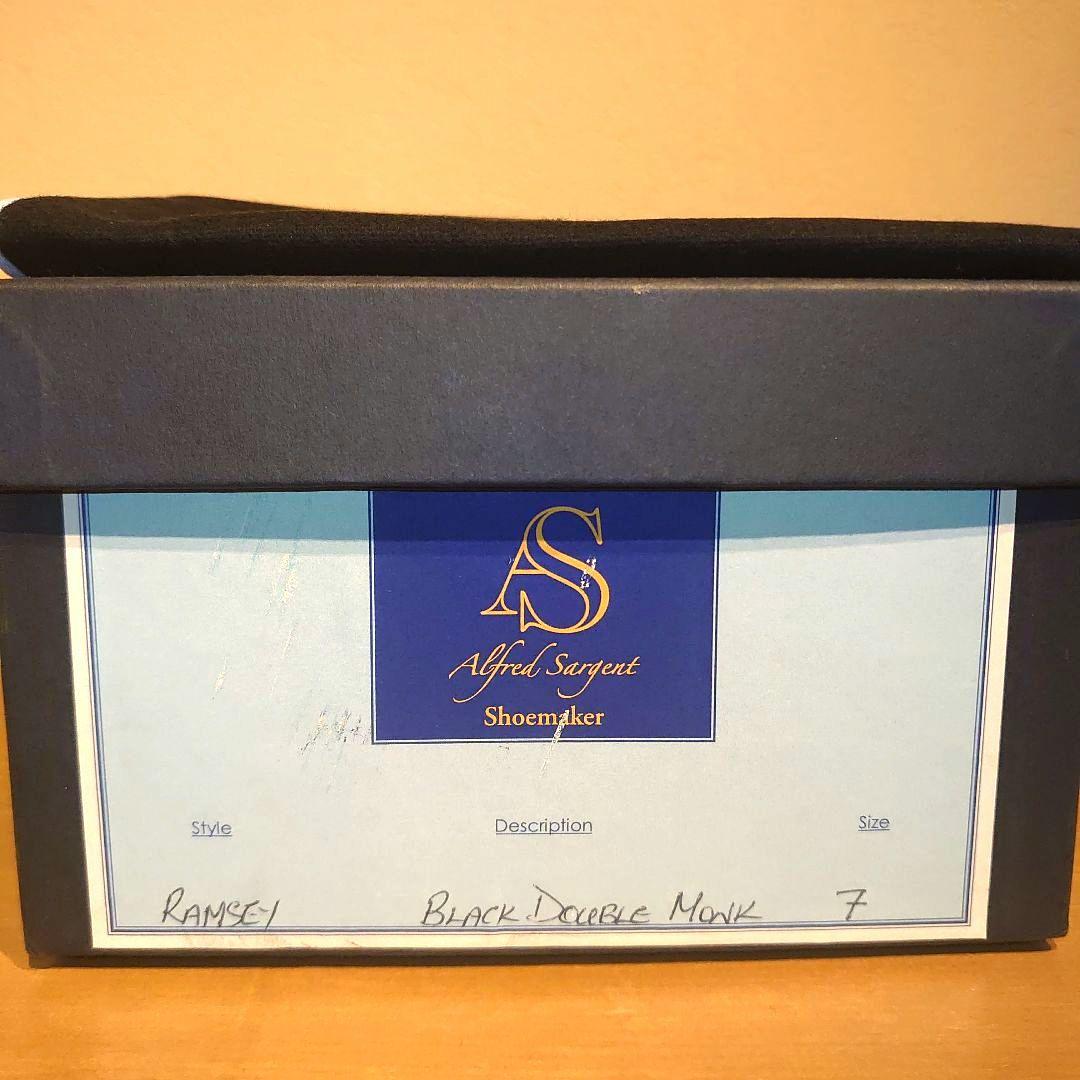 AS
Alfred Sargent
Shoemaker
Style Description Size
RAMSEY BLACK DOUBLE MONK 7